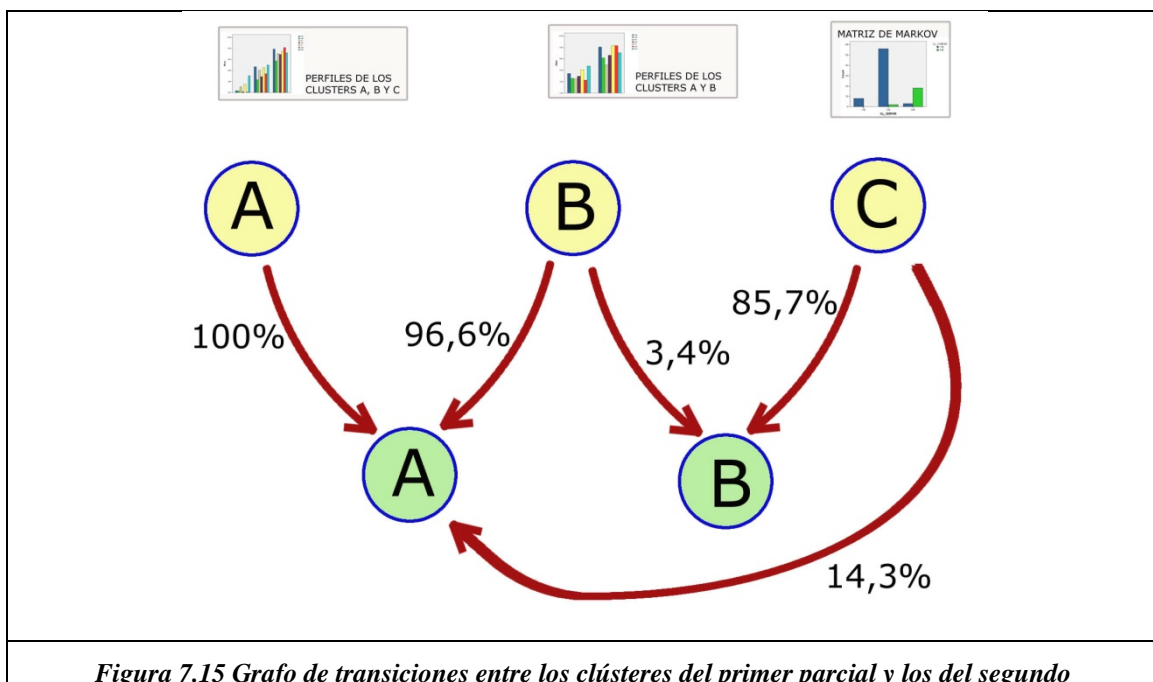 PERFILES DE LOS
CLUSTERS A, B Y C
PERFILES DE LOS
CLUSTERS A Y B
MATRIZ DE MARKOV
A
B
C
100%
96,6%
3,4%
85,7%
A
B
14,3%
Figura 7.15 Grafo de transiciones entre los clústeres del primer parcial y los del segundo